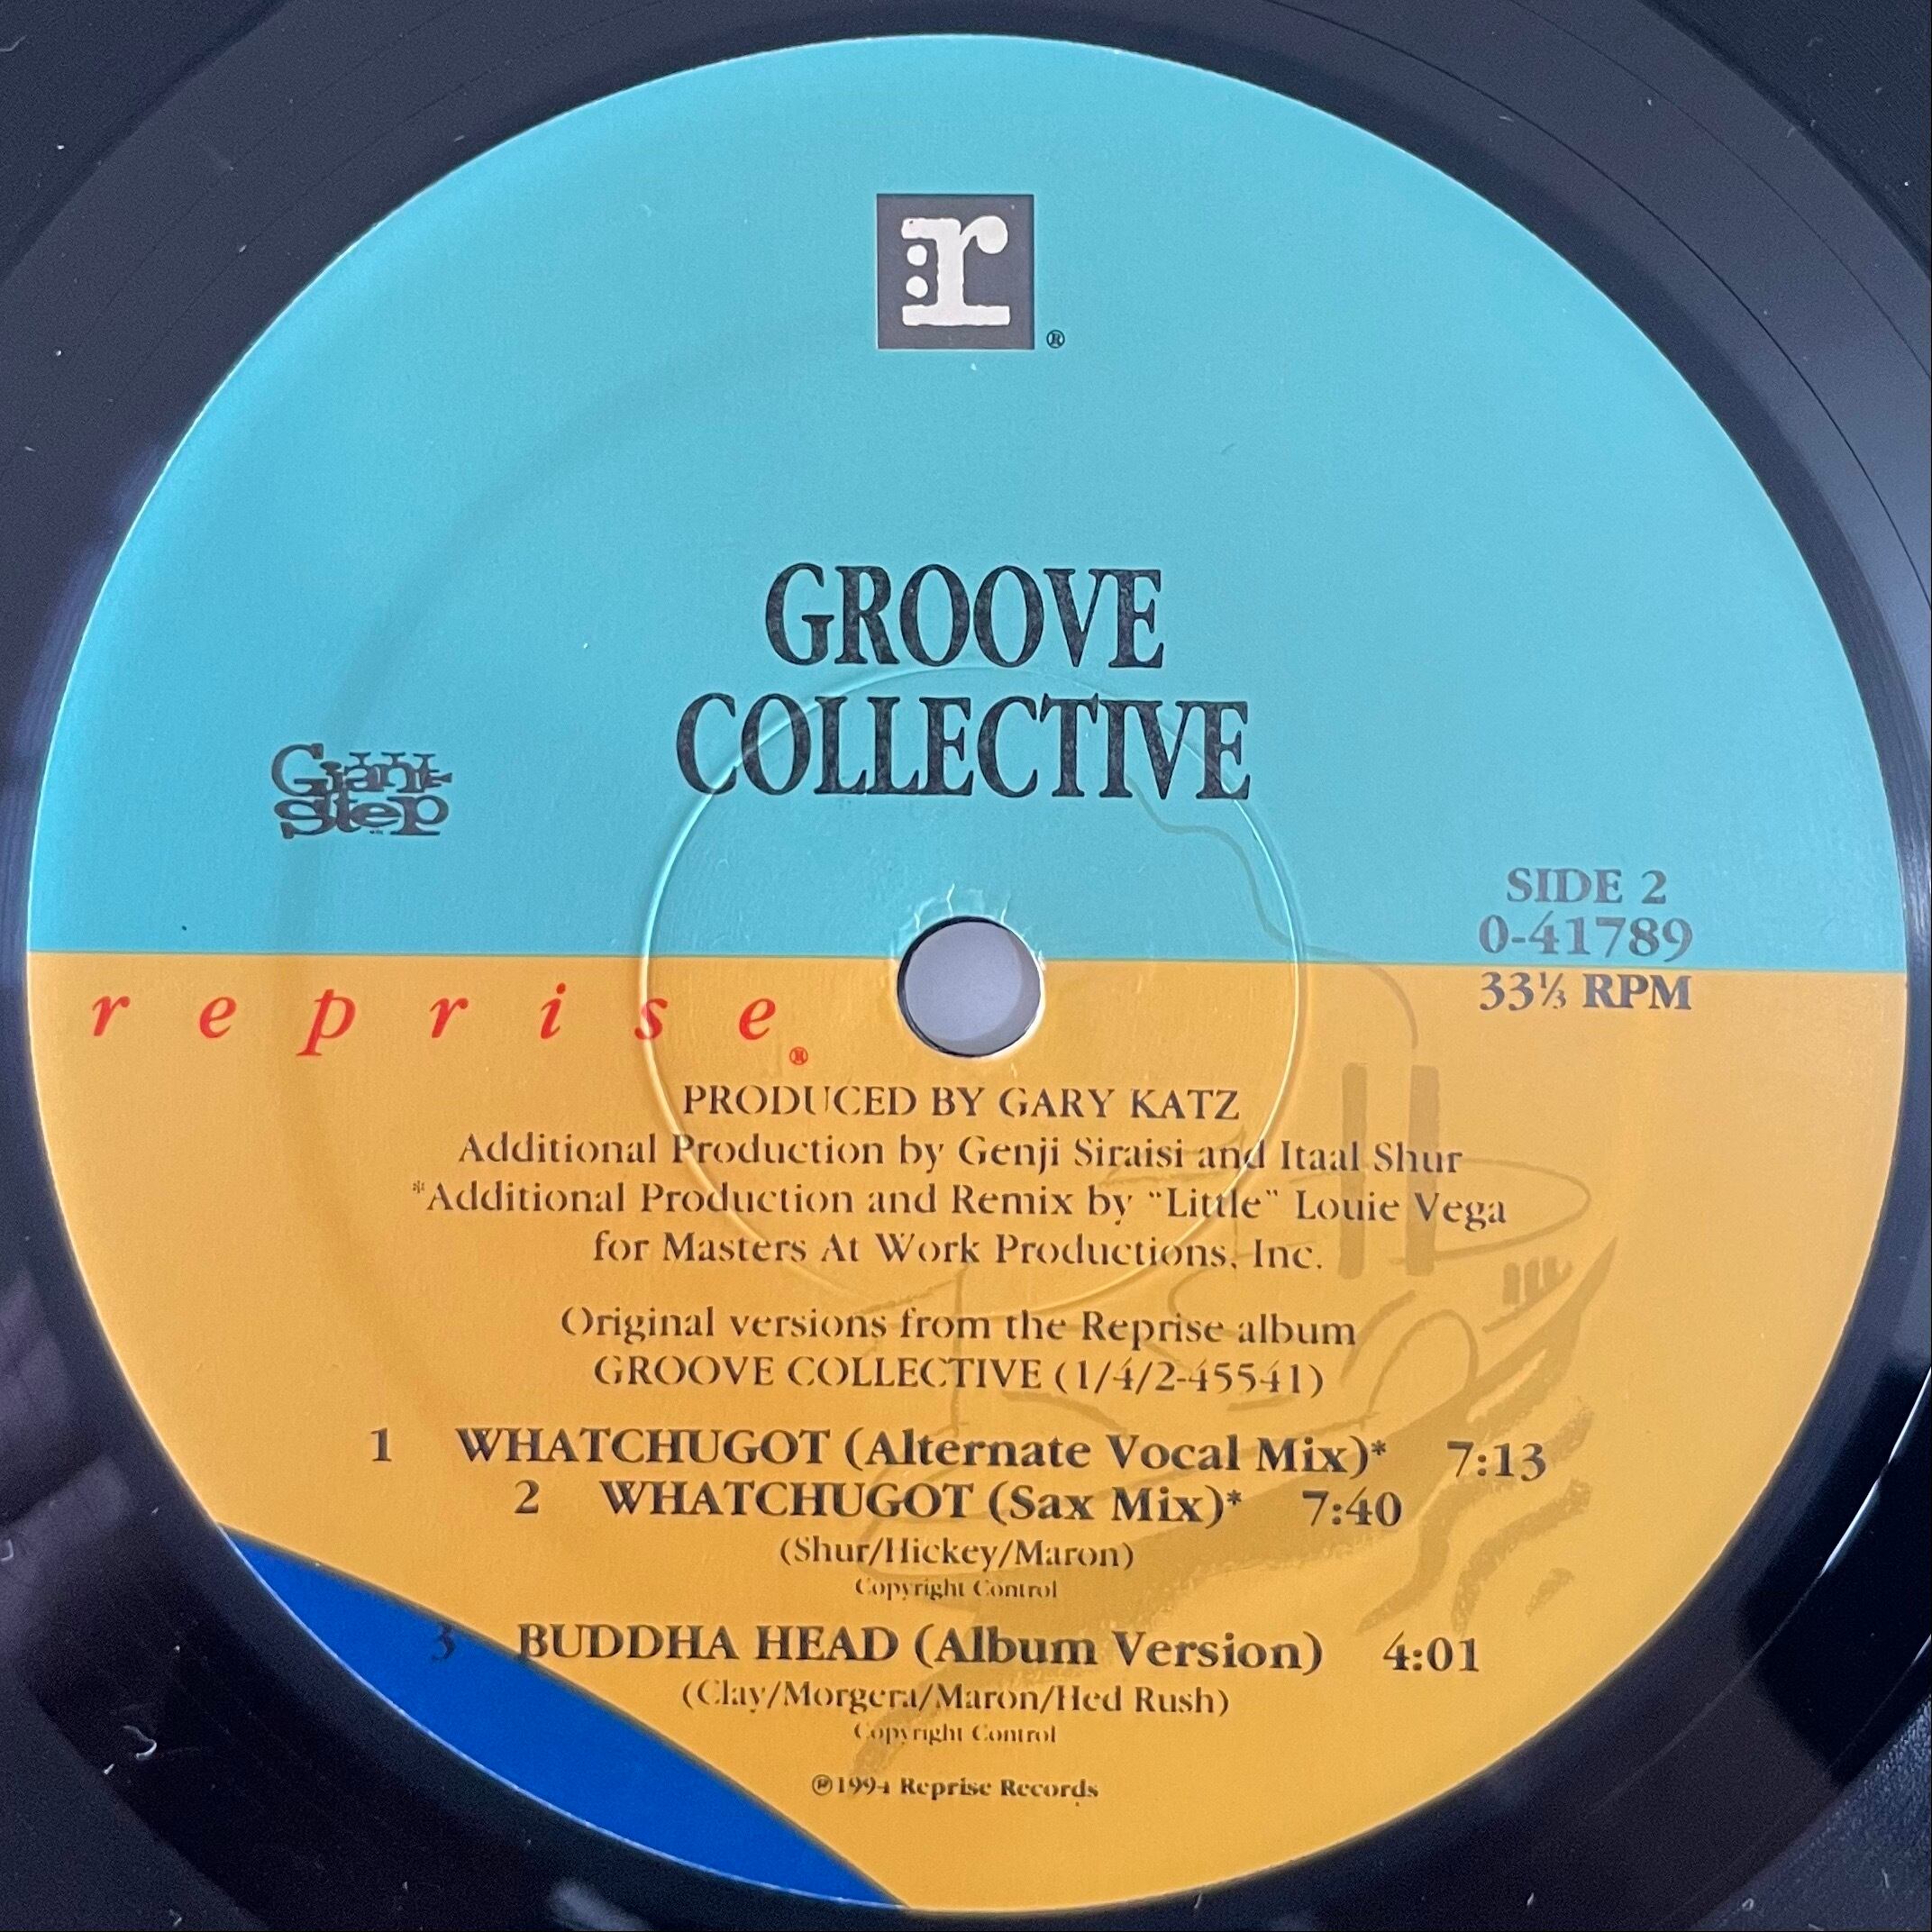 r®
GROOVE
COLLECTIVE
Giant
Step
SIDE 2
0-41789
33⅓ RPM
reprise®
PRODUCED BY GARY KATZ
Additional Production by Genji Siraisi and Itaal Shur
*Additional Production and Remix by “Little” Louie Vega
for Masters At Work Productions, Inc.
Original versions from the Reprise album
GROOVE COLLECTIVE (1/4/2-45541)
1 WHATCHUGOT (Alternate Vocal Mix)* 7:13
2 WHATCHUGOT (Sax Mix)* 7:40
(Shur/Hickey/Maron)
Copyright Control
3 BUDDHA HEAD (Album Version) 4:01
(Clay/Morgera/Maron/Hed Rush)
Copyright Control
℗1994 Reprise Records